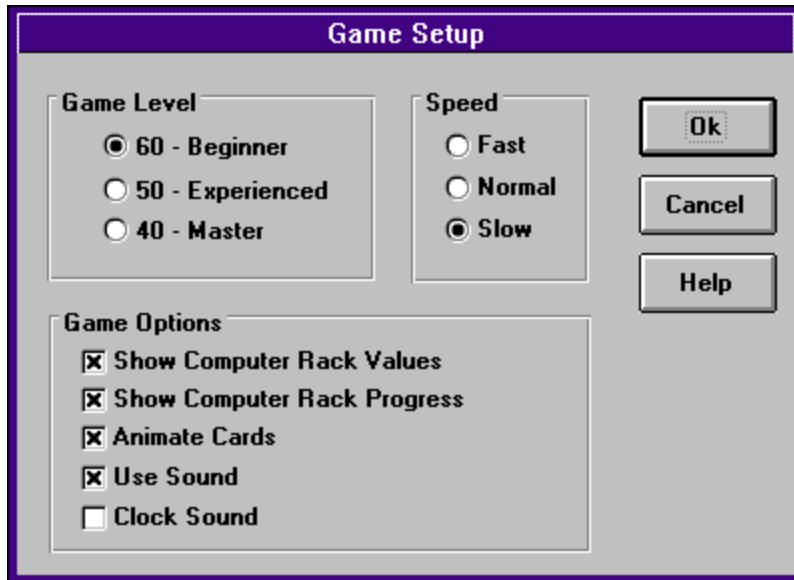 Game Setup
Game Level
60 - Beginner
50 - Experienced
40 - Master
Speed
Fast
Normal
Slow
Ok
Cancel
Help
Game Options
Show Computer Rack Values
Show Computer Rack Progress
Animate Cards
Use Sound
Clock Sound